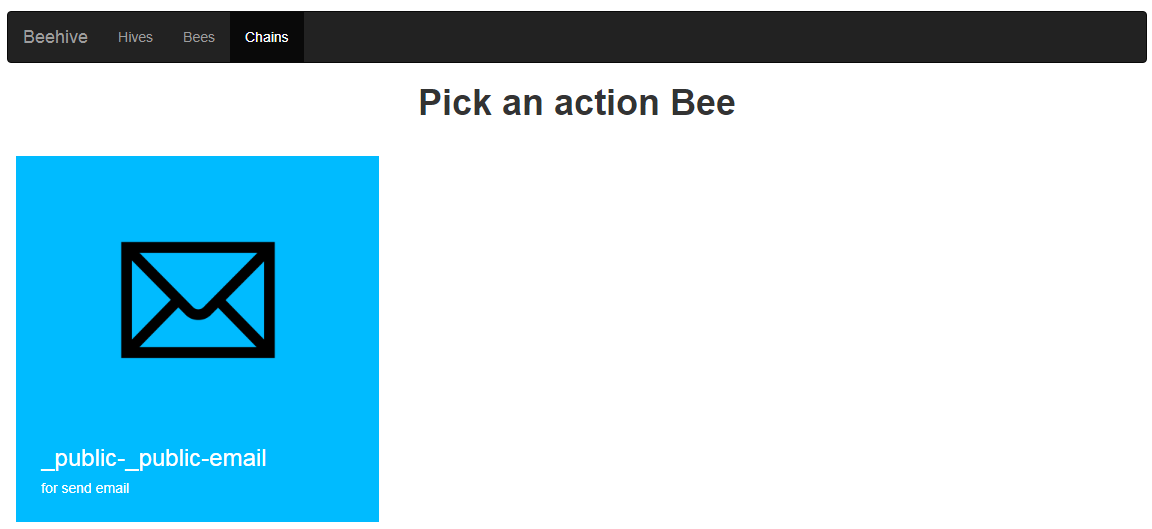 Beehive Hives Bees Chains
Pick an action Bee
_public-_public-email
for send email